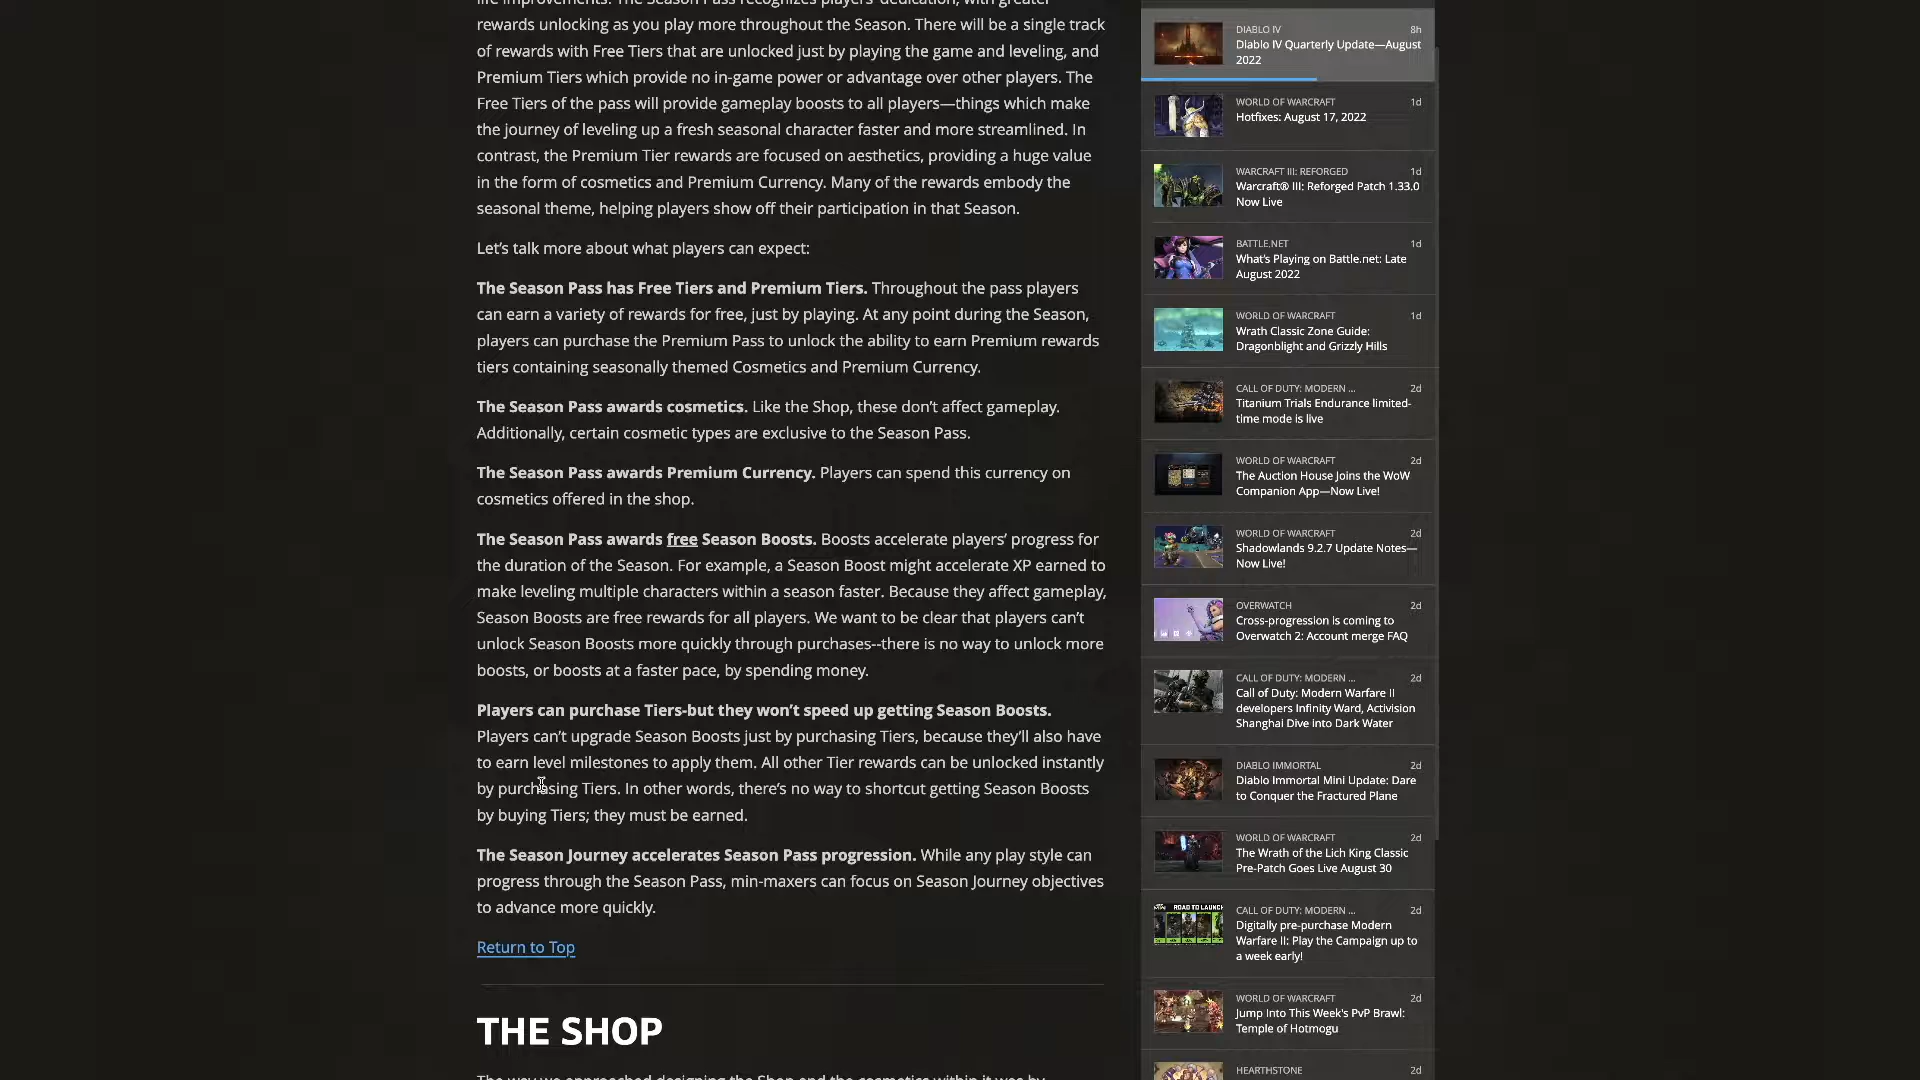 life improvements. The Season Pass recognizes players' dedication, with greater
rewards unlocking as you play more throughout the Season. There will be a single track
of rewards with Free Tiers that are unlocked just by playing the game and leveling, and
Premium Tiers which provide no in-game power or advantage over other players. The
Free Tiers of the pass will provide gameplay boosts to all players—things which make
the journey of leveling up a fresh seasonal character faster and more streamlined. In
contrast, the Premium Tier rewards are focused on aesthetics, providing a huge value
in the form of cosmetics and Premium Currency. Many of the rewards embody the
seasonal theme, helping players show off their participation in that Season.
Let's talk more about what players can expect:
The Season Pass has Free Tiers and Premium Tiers. Throughout the pass players
can earn a variety of rewards for free, just by playing. At any point during the Season,
players can purchase the Premium Pass to unlock the ability to earn Premium rewards
tiers containing seasonally themed Cosmetics and Premium Currency.
The Season Pass awards cosmetics. Like the Shop, these don't affect gameplay.
Additionally, certain cosmetic types are exclusive to the Season Pass.
The Season Pass awards Premium Currency. Players can spend this currency on
cosmetics offered in the shop.
The Season Pass awards free Season Boosts. Boosts accelerate players' progress for
the duration of the Season. For example, a Season Boost might accelerate XP earned to
make leveling multiple characters within a season faster. Because they affect gameplay,
Season Boosts are free rewards for all players. We want to be clear that players can't
unlock Season Boosts more quickly through purchases--there is no way to unlock more
boosts, or boosts at a faster pace, by spending money.
Players can purchase Tiers-but they won't speed up getting Season Boosts.
Players can't upgrade Season Boosts just by purchasing Tiers, because they'll also have
to earn level milestones to apply them. All other Tier rewards can be unlocked instantly
by purchasing Tiers. In other words, there's no way to shortcut getting Season Boosts
by buying Tiers; they must be earned.
The Season Journey accelerates Season Pass progression. While any play style can
progress through the Season Pass, min-maxers can focus on Season Journey objectives
to advance more quickly.
Return to Top
THE SHOP
The way we approached designing the Shop and the cosmetics within it was by
DIABLO IV 8h
Diablo IV Quarterly Update—August
2022
WORLD OF WARCRAFT 1d
Hotfixes: August 17, 2022
WARCRAFT III: REFORGED 1d
Warcraft® III: Reforged Patch 1.33.0
Now Live
BATTLE.NET 1d
What's Playing on Battle.net: Late
August 2022
WORLD OF WARCRAFT 1d
Wrath Classic Zone Guide:
Dragonblight and Grizzly Hills
CALL OF DUTY: MODERN ... 2d
Titanium Trials Endurance limited-
time mode is live
WORLD OF WARCRAFT 2d
The Auction House Joins the WoW
Companion App—Now Live!
WORLD OF WARCRAFT 2d
Shadowlands 9.2.7 Update Notes—
Now Live!
OVERWATCH 2d
Cross-progression is coming to
Overwatch 2: Account merge FAQ
CALL OF DUTY: MODERN ... 2d
Call of Duty: Modern Warfare II
developers Infinity Ward, Activision
Shanghai Dive into Dark Water
DIABLO IMMORTAL 2d
Diablo Immortal Mini Update: Dare
to Conquer the Fractured Plane
WORLD OF WARCRAFT 2d
The Wrath of the Lich King Classic
Pre-Patch Goes Live August 30
ROAD TO LAUNCH
CALL OF DUTY: MODERN ... 2d
Digitally pre-purchase Modern
Warfare II: Play the Campaign up to
a week early!
WORLD OF WARCRAFT 2d
Jump Into This Week's PvP Brawl:
Temple of Hotmogu
HEARTHSTONE 2d